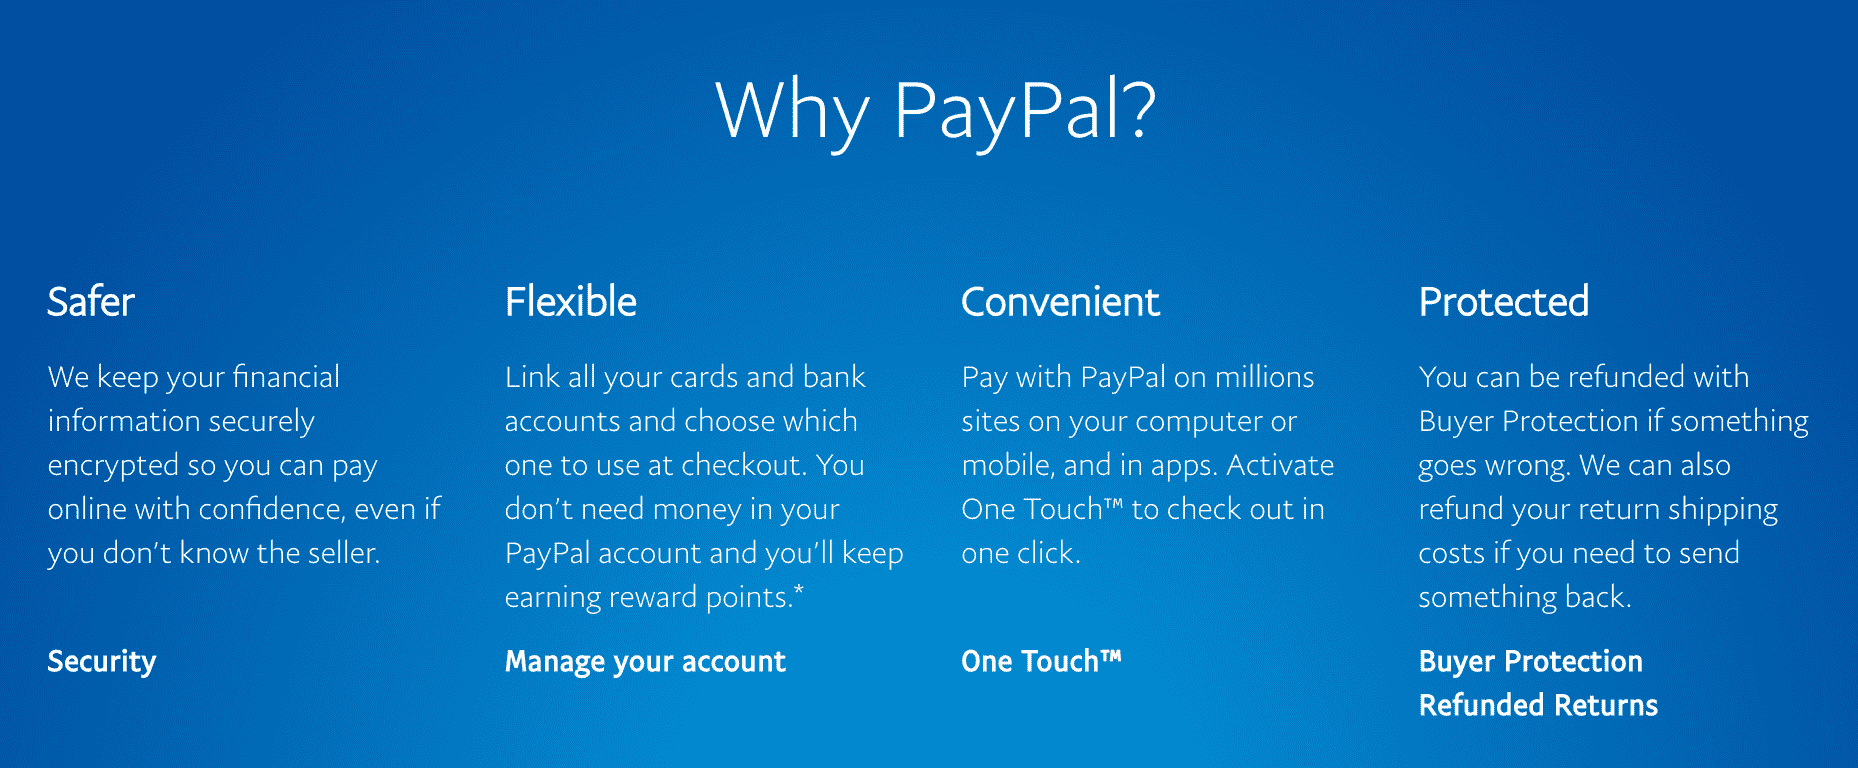 Why PayPal?
Safer
We keep your financial
information securely
encrypted so you can pay
online with confidence, even if
you don't know the seller.
Security
Flexible
Link all your cards and bank
accounts and choose which
one to use at checkout. You
don't need money in your
PayPal account and you'll keep
earning reward points.*
Manage your account
Convenient
Pay with PayPal on millions
sites on your computer or
mobile, and in apps. Activate
One Touch™ to check out in
one click.
One Touch™
Protected
You can be refunded with
Buyer Protection if something
goes wrong. We can also
refund your return shipping
costs if you need to send
something back.
Buyer Protection
Refunded Returns